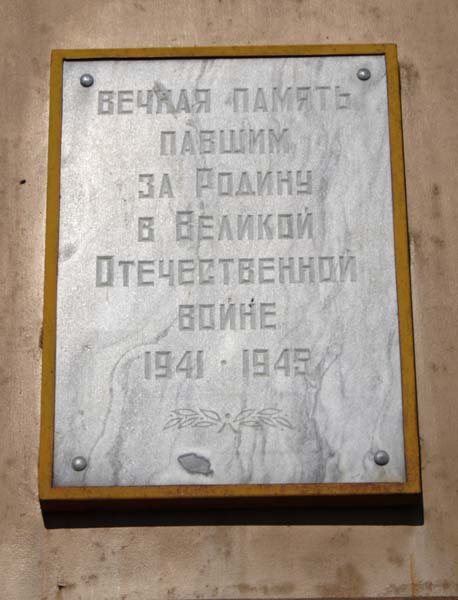 ВЕЧНАЯ ПАМЯТЬ
ПАВШИМ
ЗА РОДИНУ
В ВЕЛИКОЙ
ОТЕЧЕСТВЕННОЙ
ВОЙНЕ
1941 · 1945